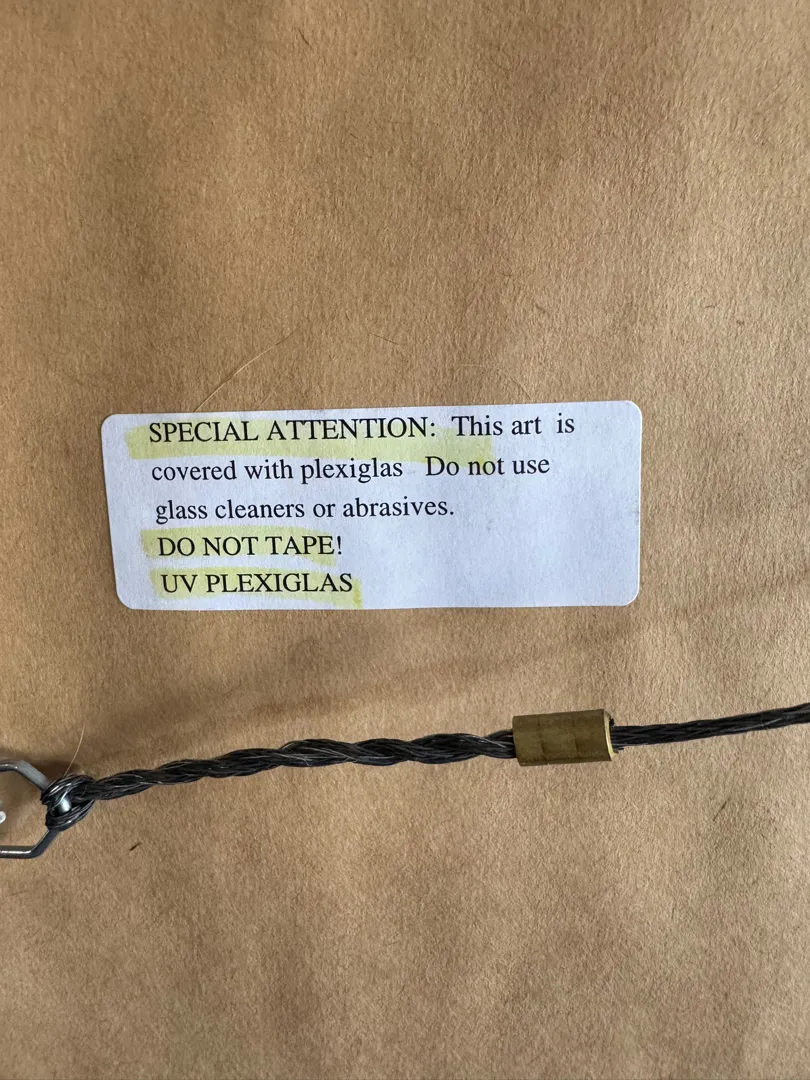 SPECIAL ATTENTION: This art is
covered with plexiglas Do not use
glass cleaners or abrasives.
DO NOT TAPE!
UV PLEXIGLAS